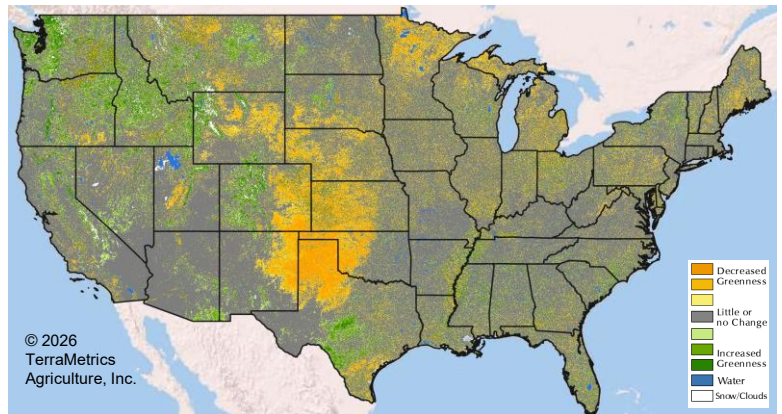 © 2026
TerraMetrics
Agriculture, Inc.
Decreased
Greenness
Little or
no Change
Increased
Greenness
Water
Snow/Clouds